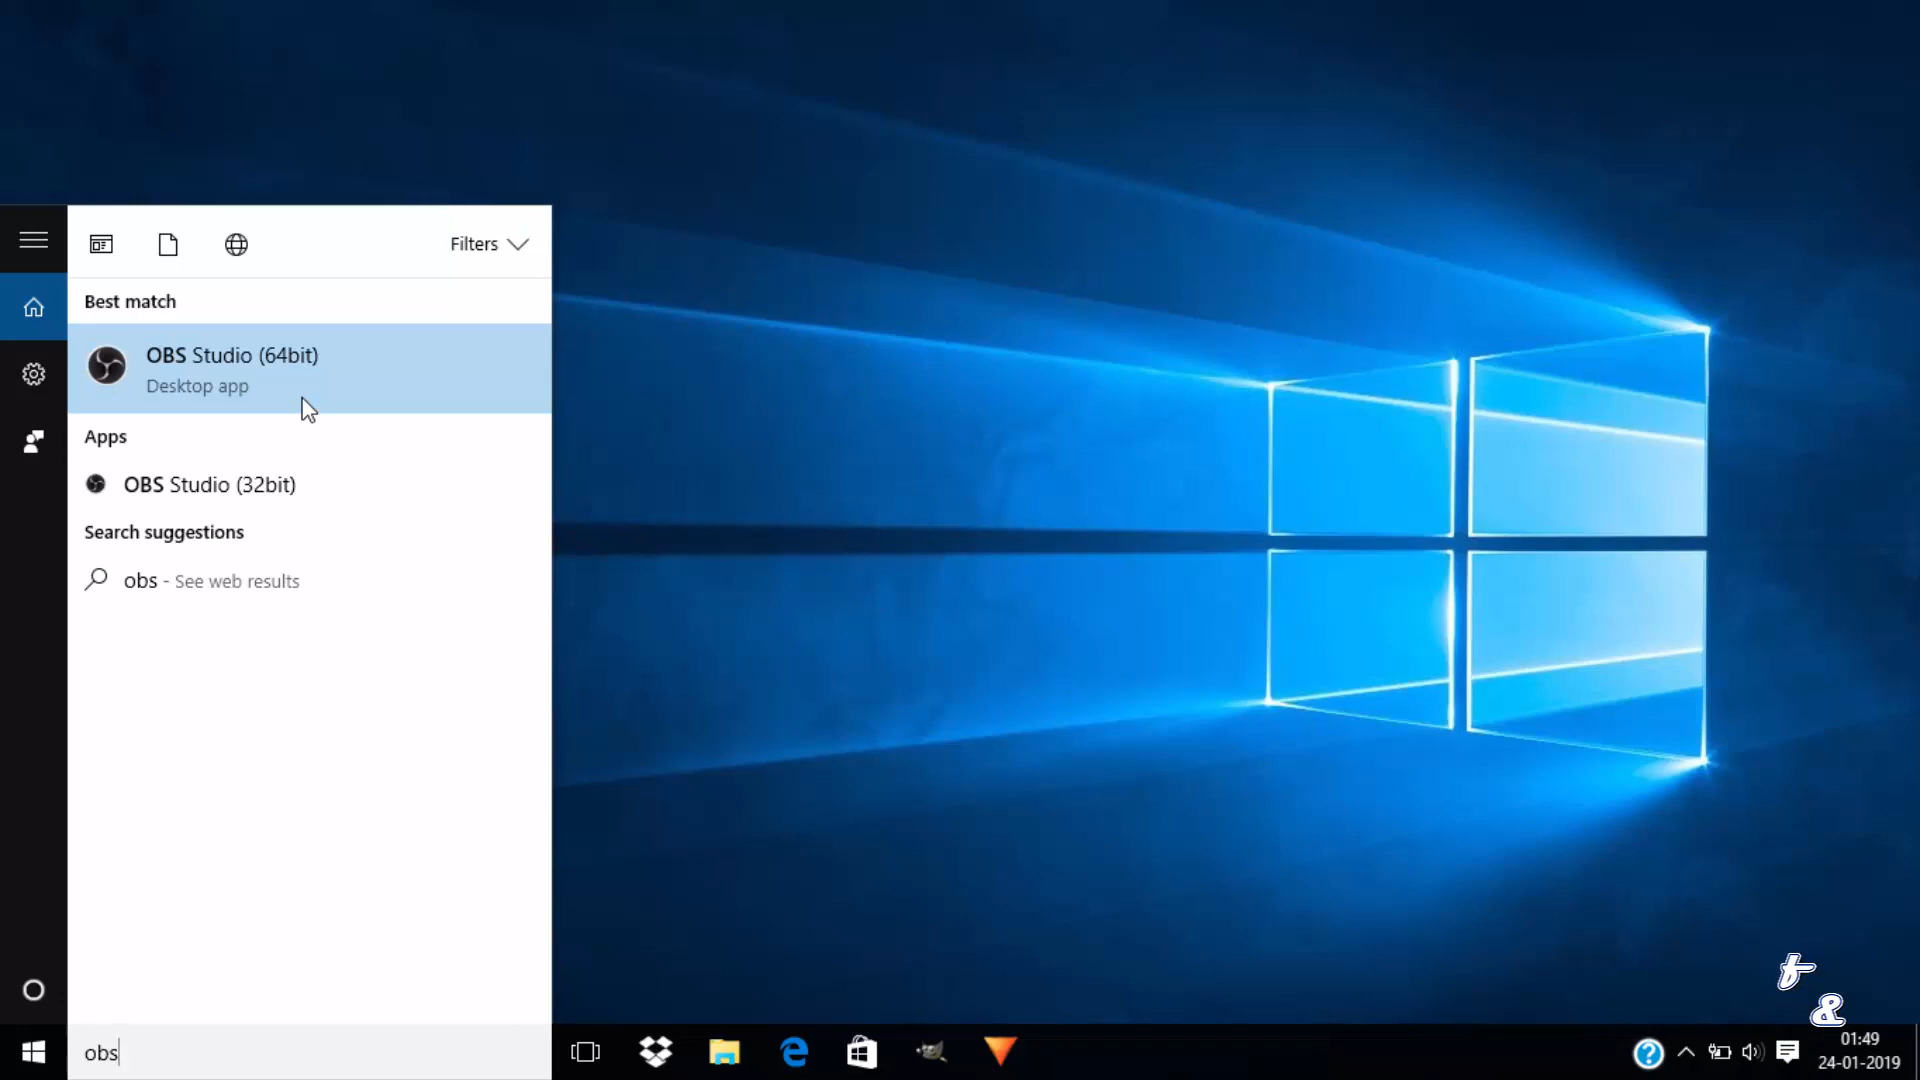 Filters
Best match
OBS Studio (64bit)
Desktop app
Apps
OBS Studio (32bit)
Search suggestions
obs - See web results
obs
t
&
01:49
24-01-2019